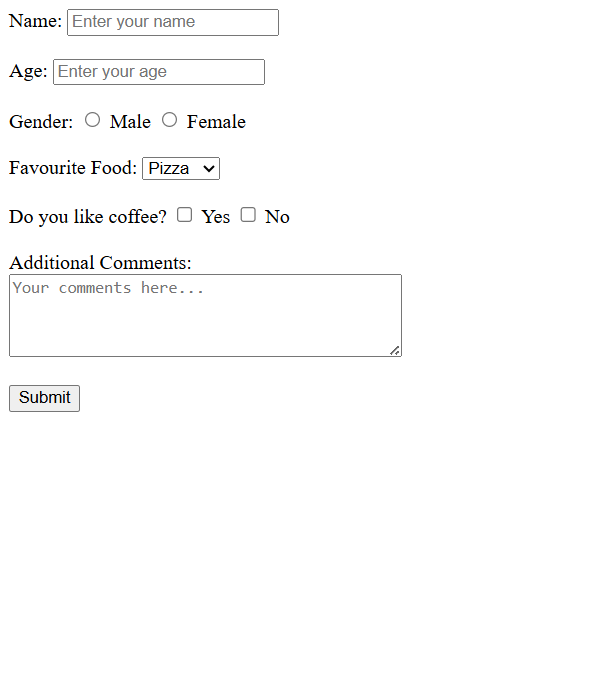 Name: Enter your name
Age: Enter your age
Gender: Male Female
Favourite Food: Pizza
Do you like coffee? Yes No
Additional Comments:
Your comments here...
Submit